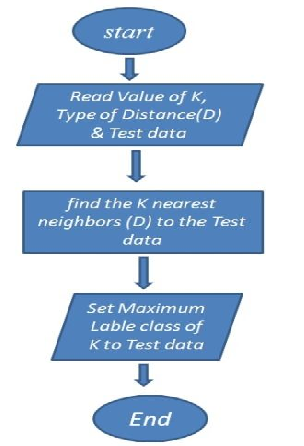 start
Read Value of K,
Type of Distance(D)
& Test data
find the K nearest
neighbors (D) to the Test
data
Set Maximum
Lable class of
K to Test data
End